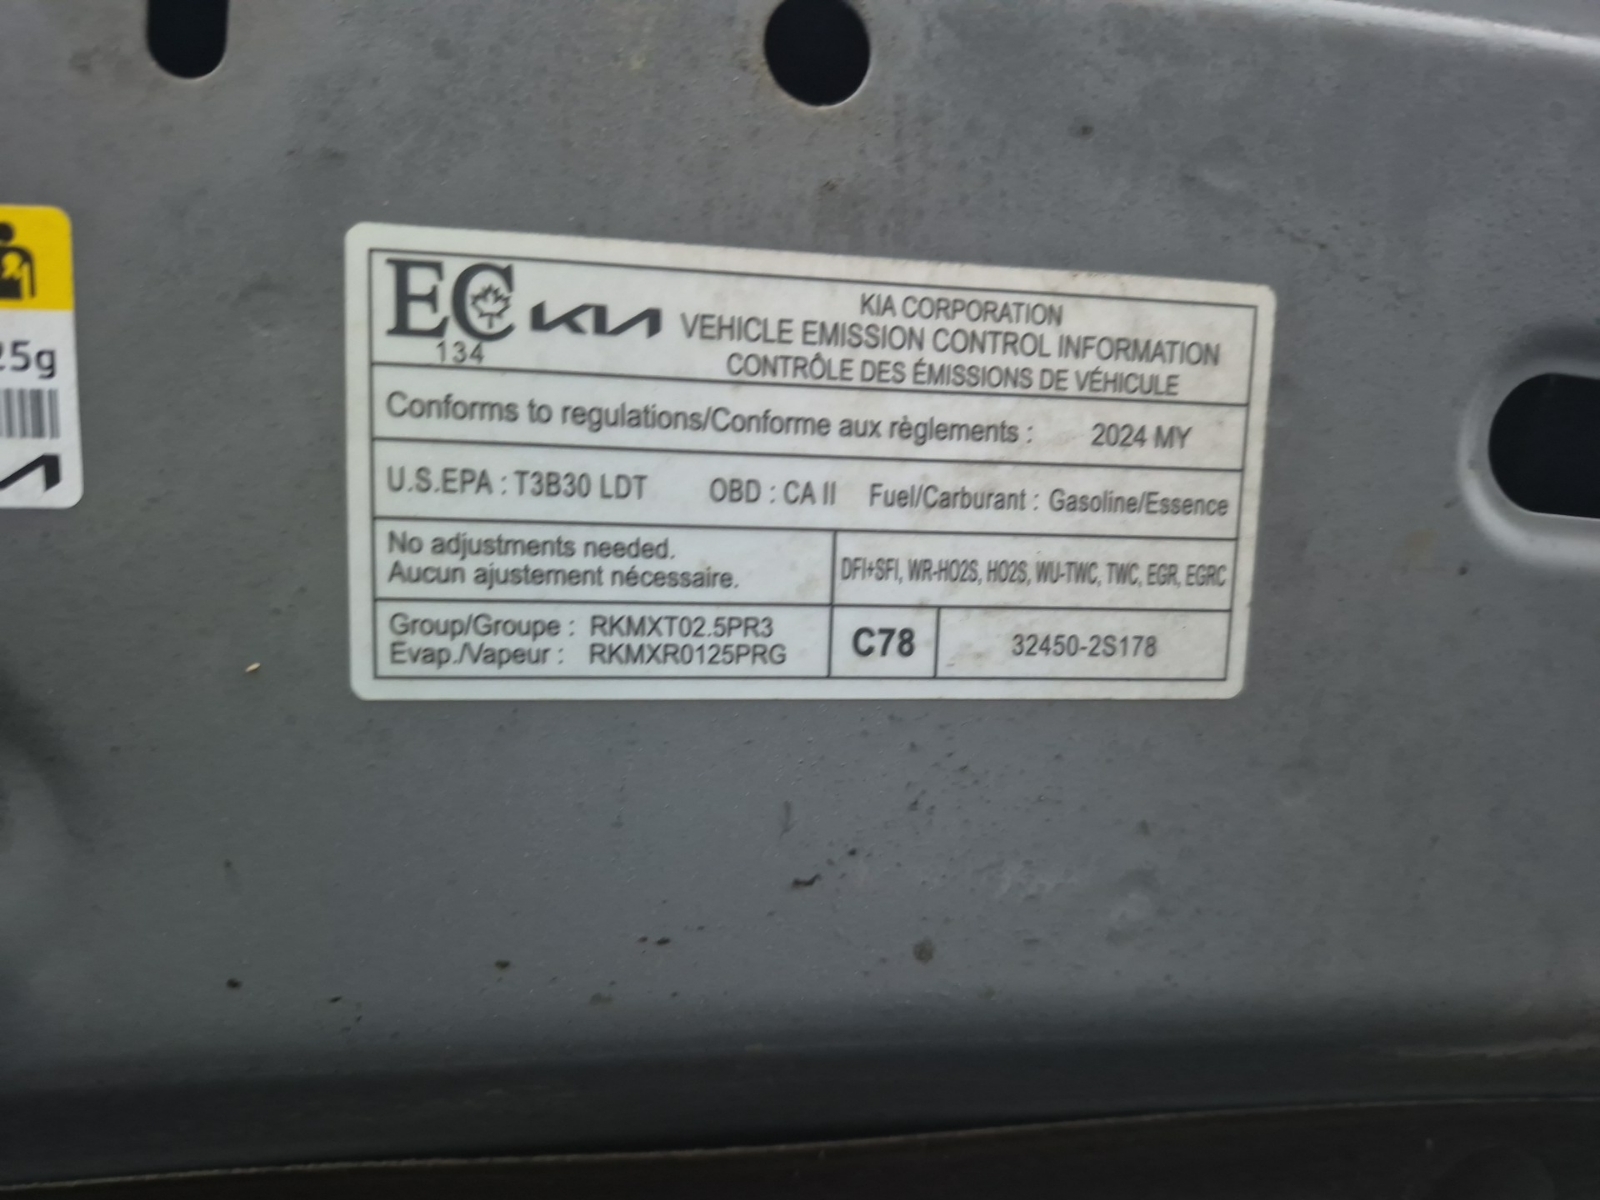 EC KIA
134
KIA CORPORATION
VEHICLE EMISSION CONTROL INFORMATION
CONTRÔLE DES ÉMISSIONS DE VÉHICULE
Conforms to regulations/Conforme aux règlements : 2024 MY
U.S.EPA : T3B30 LDT OBD : CA II Fuel/Carburant : Gasoline/Essence
No adjustments needed.
Aucun ajustement nécessaire.
DFI+SFI, WR-HO2S, HO2S, WU-TWC, TWC, EGR, EGRC
Group/Groupe : RKMXT02.5PR3
Evap./Vapeur : RKMXR0125PRG
C78
32450-2S178
25g